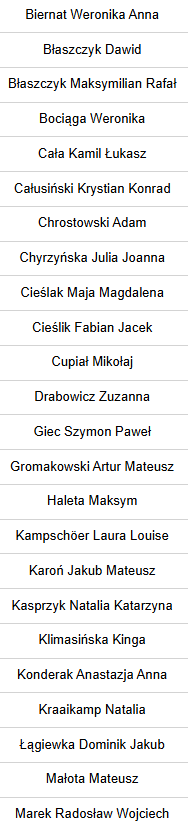 Biernat Weronika Anna
Błaszczyk Dawid
Błaszczyk Maksymilian Rafał
Bociąga Weronika
Cała Kamil Łukasz
Całusiński Krystian Konrad
Chrostowski Adam
Chyrzyńska Julia Joanna
Cieślak Maja Magdalena
Cieślik Fabian Jacek
Cupiał Mikołaj
Drabowicz Zuzanna
Giec Szymon Paweł
Gromakowski Artur Mateusz
Haleta Maksym
Kampschöer Laura Louise
Karoń Jakub Mateusz
Kasprzyk Natalia Katarzyna
Klimasińska Kinga
Konderak Anastazja Anna
Kraaikamp Natalia
Łągiewka Dominik Jakub
Małota Mateusz
Marek Radosław Wojciech